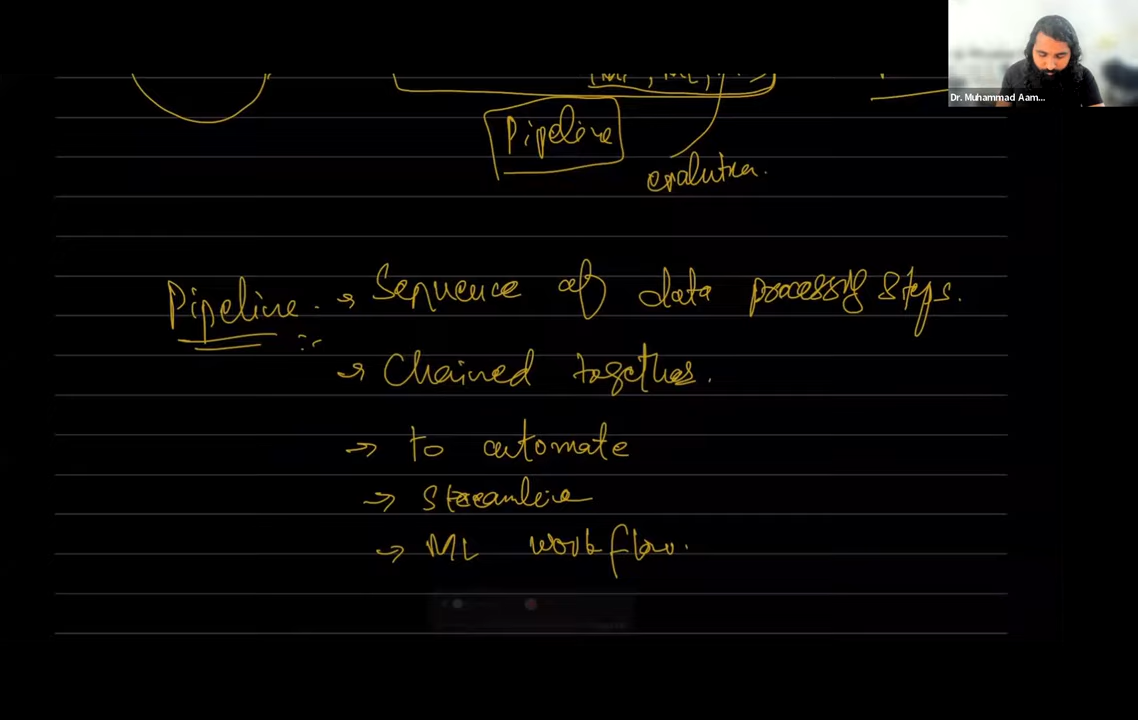 Dr. Muhammad Aam...
Pipeline
evalution.
Pipeline :→ Sequence of data processing steps.
→ Chained together.
→ to automate
→ Streamline
→ ML workflow.